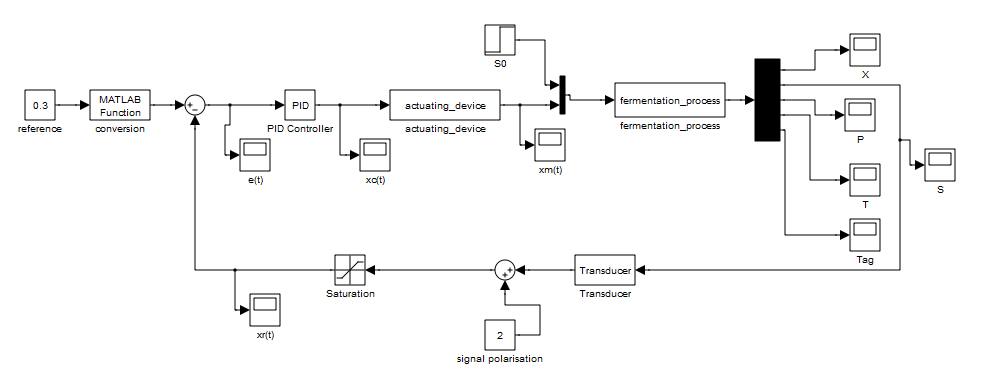 S0
X
0.3
reference
MATLAB
Function
conversion
PID
PID Controller
actuating_device
actuating_device
fermentation_process
fermentation_process
P
e(t)
xc(t)
xm(t)
S
T
Tag
Saturation
Transducer
Transducer
xr(t)
2
signal polarisation